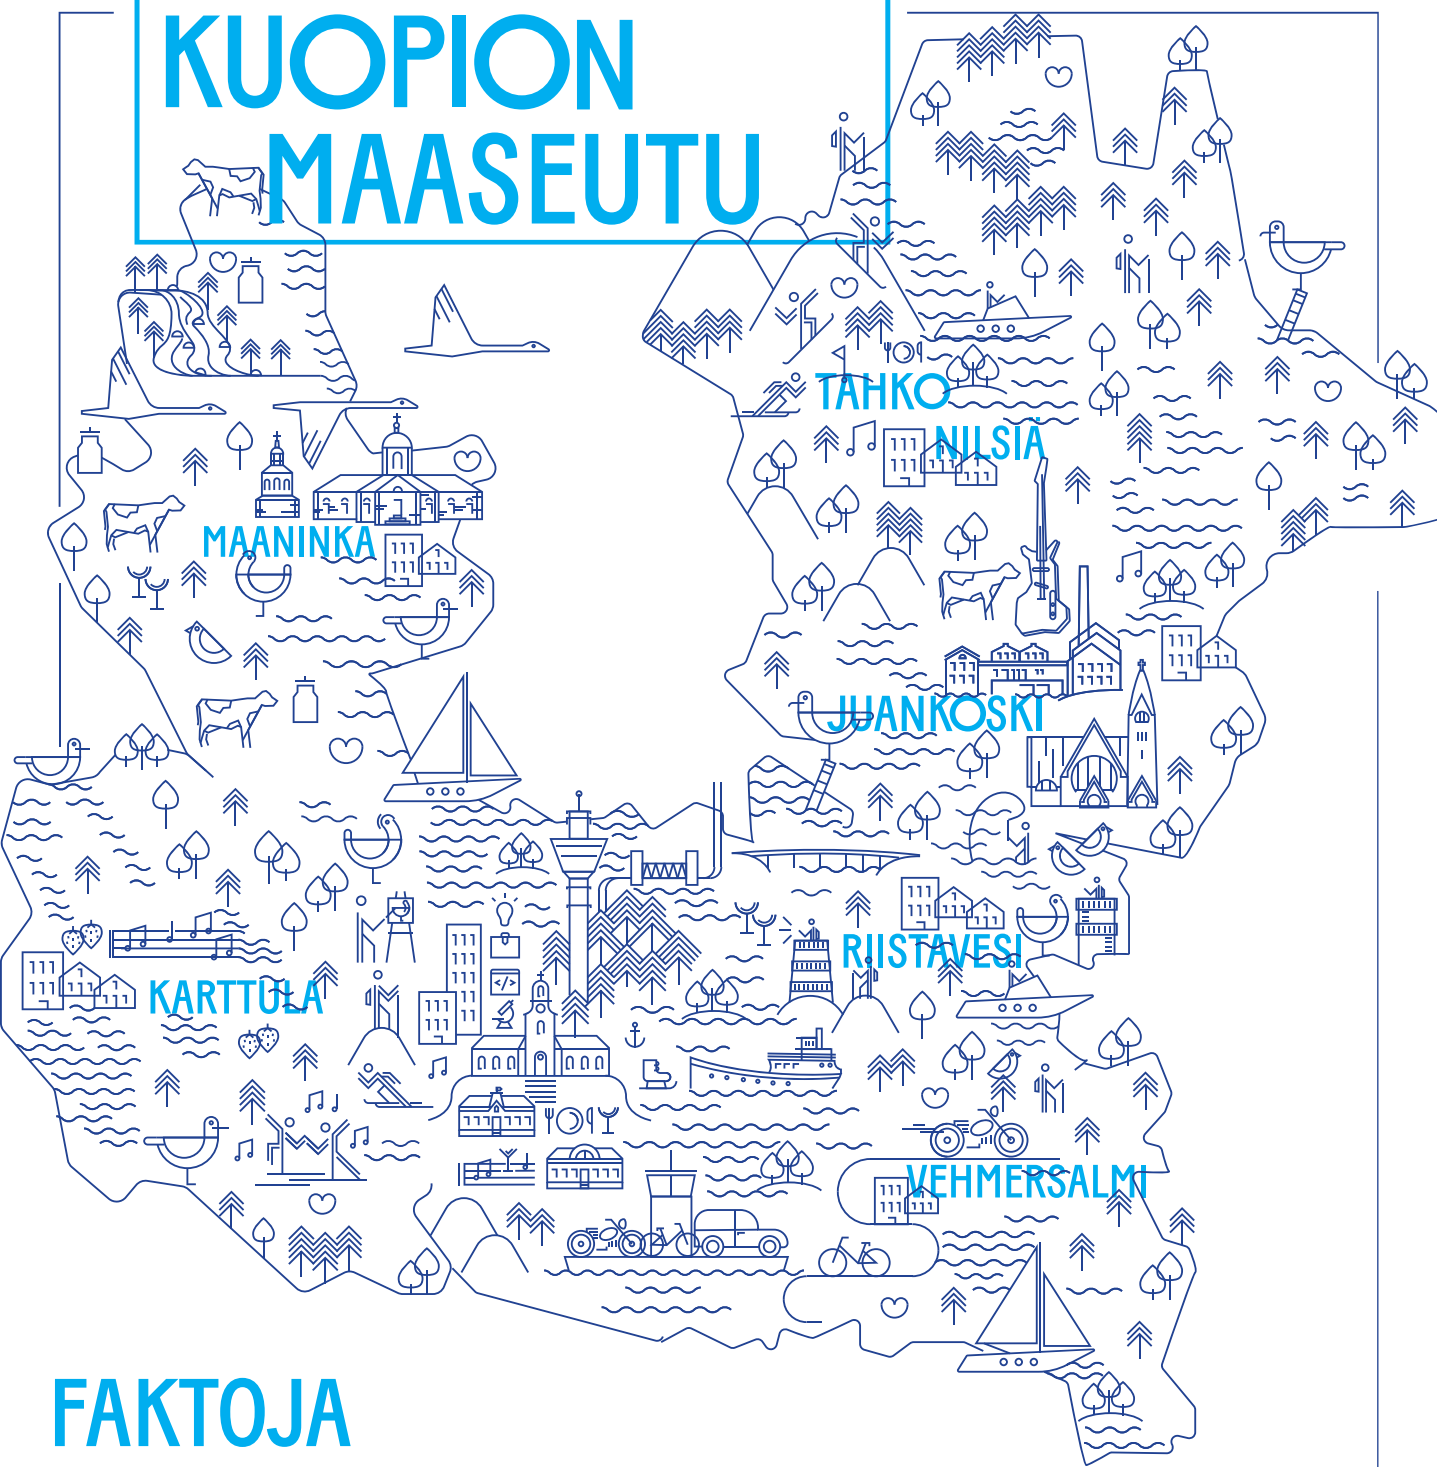 KUOPION
MAASEUTU
TAHKO
NILSIÄ
MAANINKA
JUANKOSKI
RIISTAVESI
KARTTULA
VEHMERSALMI
FAKTOJA